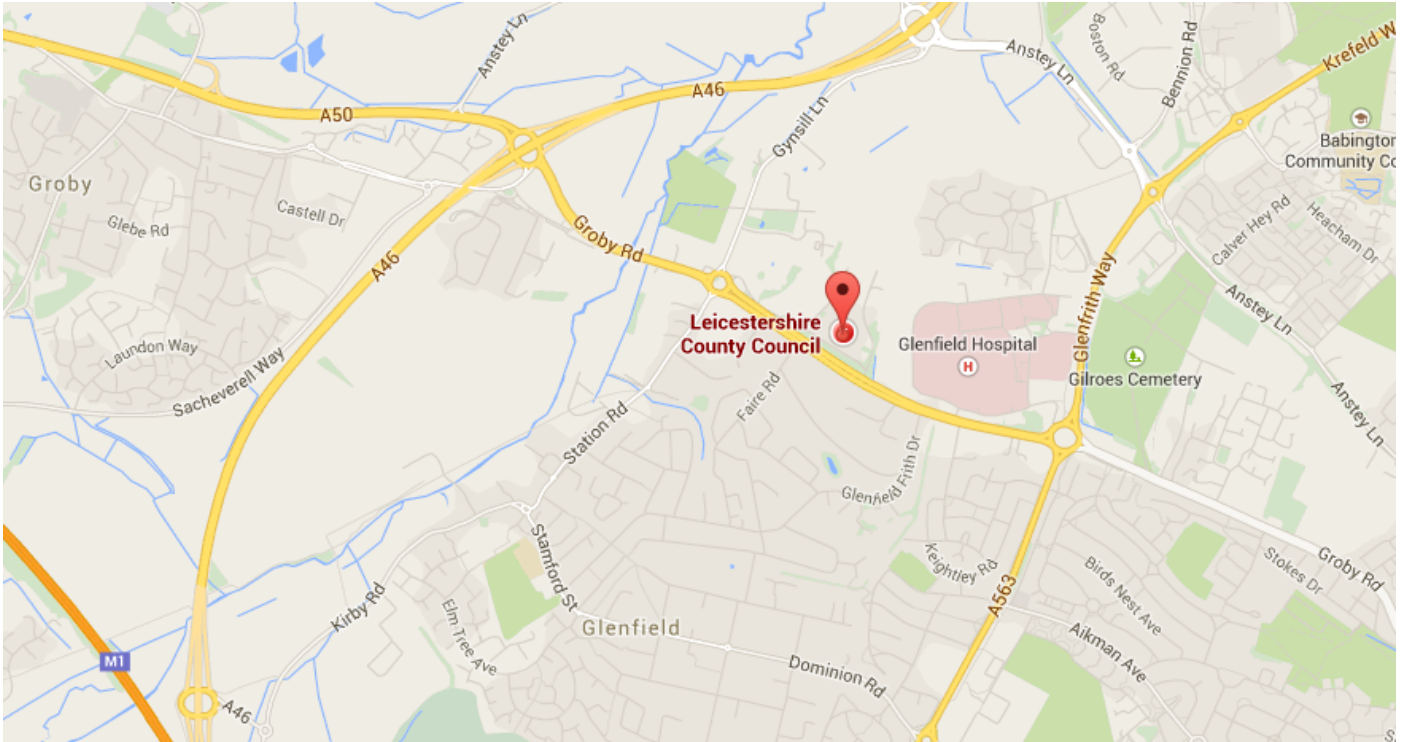 Anstey Ln
Boston Rd
Bennion Rd
Krefeld W
Anstey Ln
A46
A50
Gynsill Ln
Babington
Community Co
Groby
Castell Dr
Glebe Rd
Groby Rd
Calver Hey Rd
Heacham Dr
A46
Glenfrith Way
Anstey Ln
Leicestershire
County Council
Glenfield Hospital
H
Laundon Way
Gilroes Cemetery
Sacheverell Way
Faire Rd
Anstey Ln
Station Rd
Glenfield Frith Dr
Stamford St
Keightley Rd
Groby Rd
Stokes Dr
Birds Nest Ave
A563
Kirby Rd
Elm Tree Ave
Glenfield
Aikman Ave
M1
Dominion Rd
A46